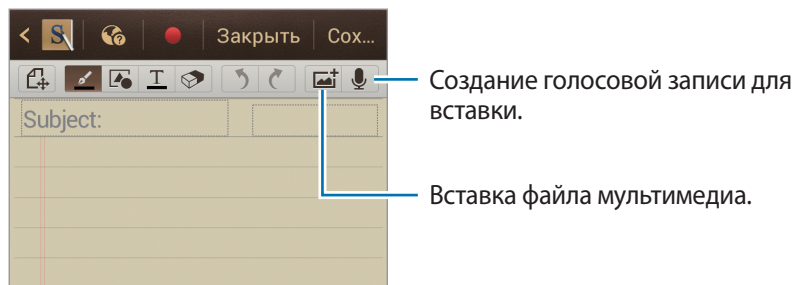 S
Закрыть
Сох...
T
Subject:
Создание голосовой записи для
вставки.
Вставка файла мультимедиа.